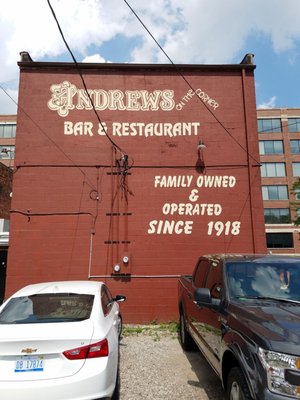 ANDREWS ON THE CORNER
BAR & RESTAURANT
FAMILY OWNED
&
OPERATED
SINCE 1918